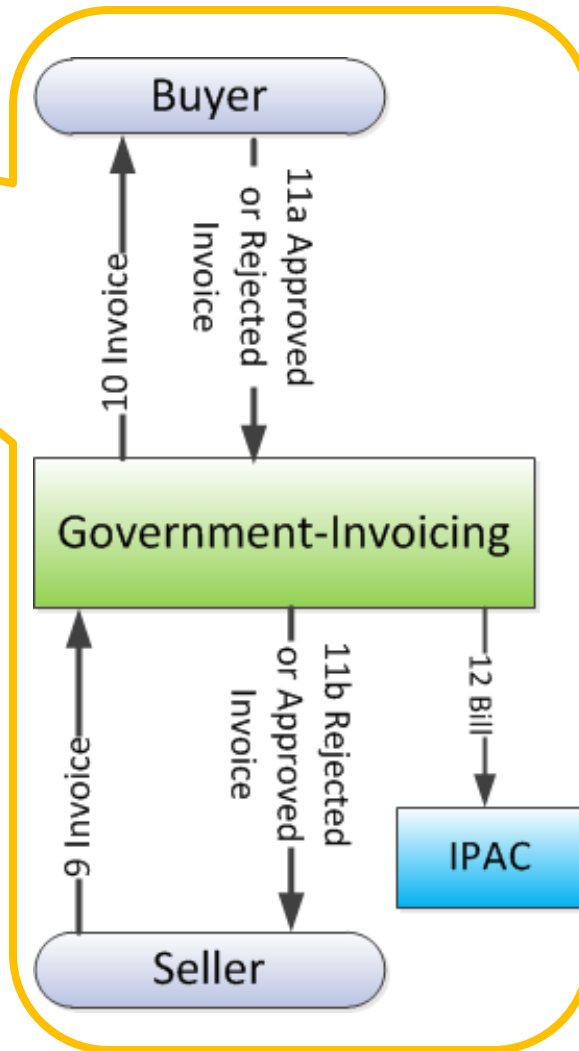 Buyer
10 Invoice
11a Approved
or Rejected
Invoice
Government-Invoicing
9 Invoice
11b Rejected
or Approved
Invoice
12 Bill
IPAC
Seller